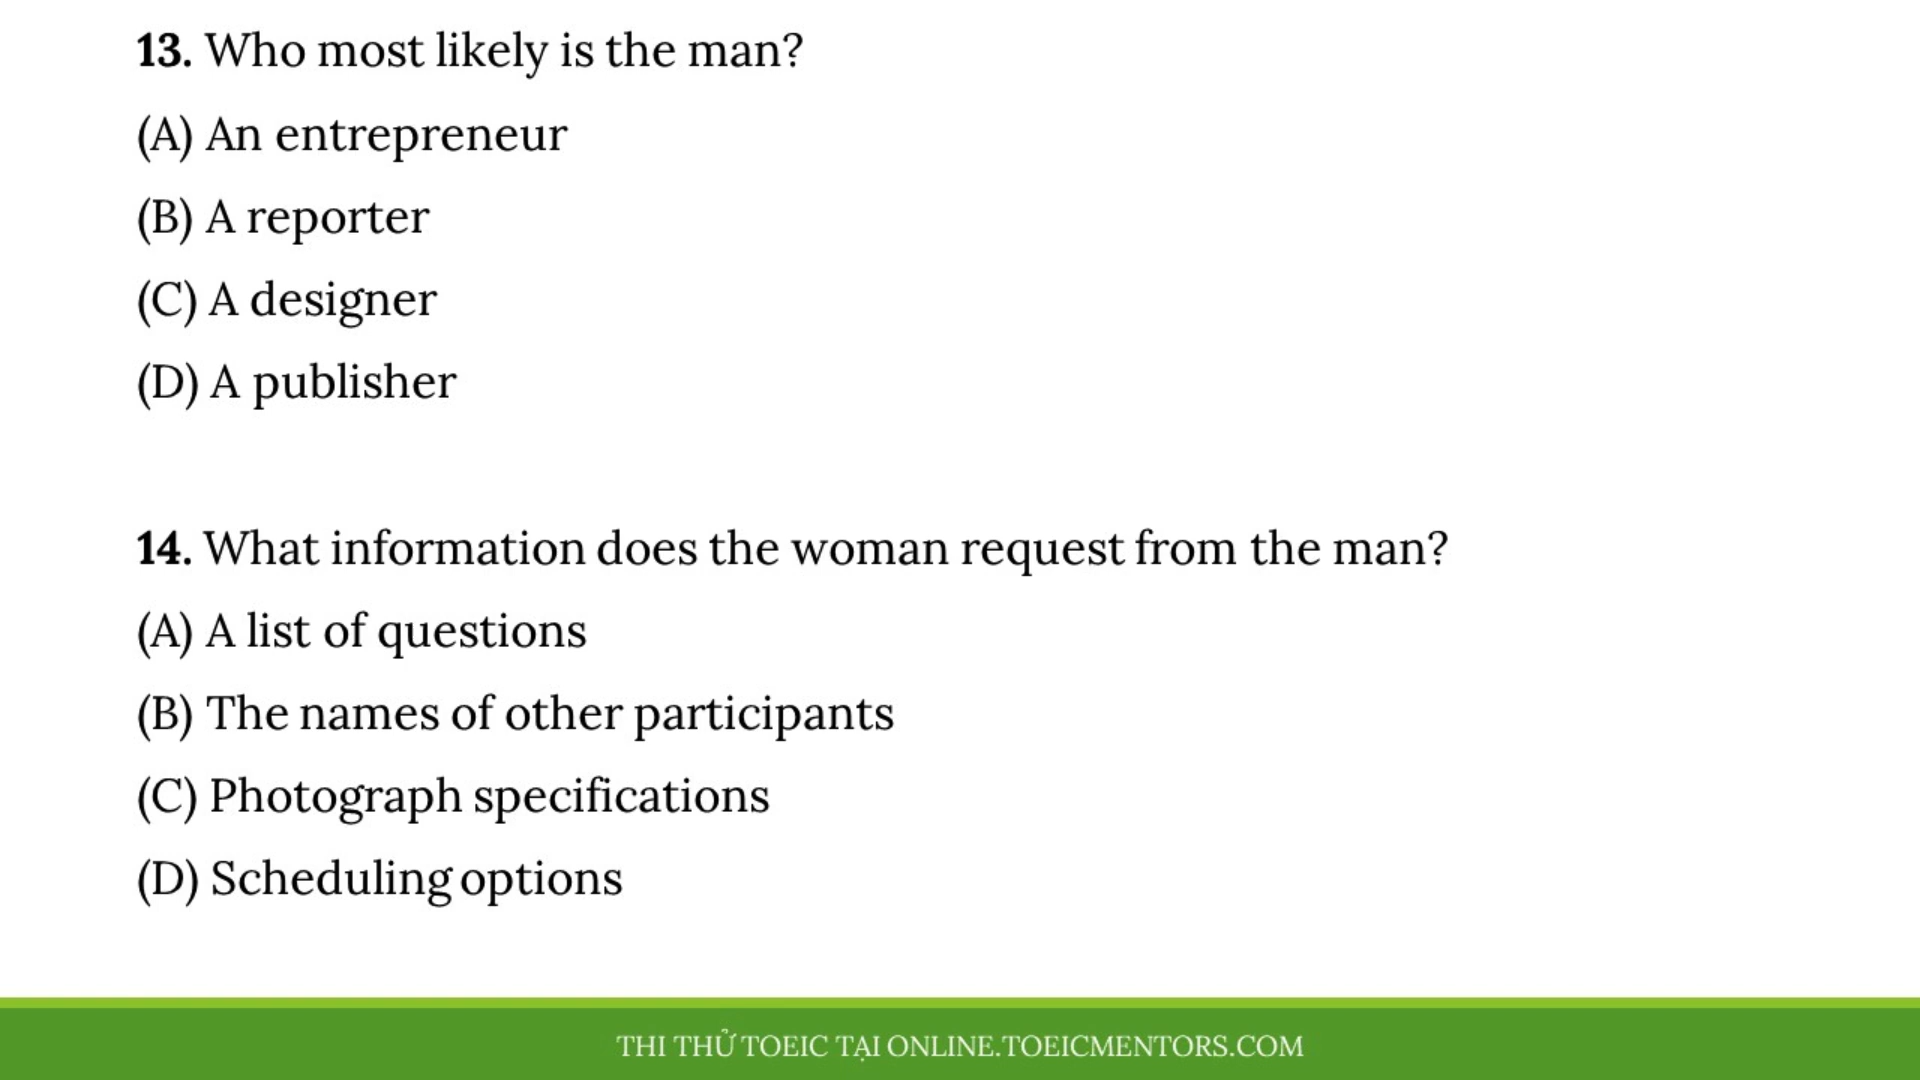 13. Who most likely is the man?
(A) An entrepreneur
(B) A reporter
(C) A designer
(D) A publisher
14. What information does the woman request from the man?
(A) A list of questions
(B) The names of other participants
(C) Photograph specifications
(D) Scheduling options
THI THỬ TOEIC TẠI ONLINE.TOEICMENTORS.COM